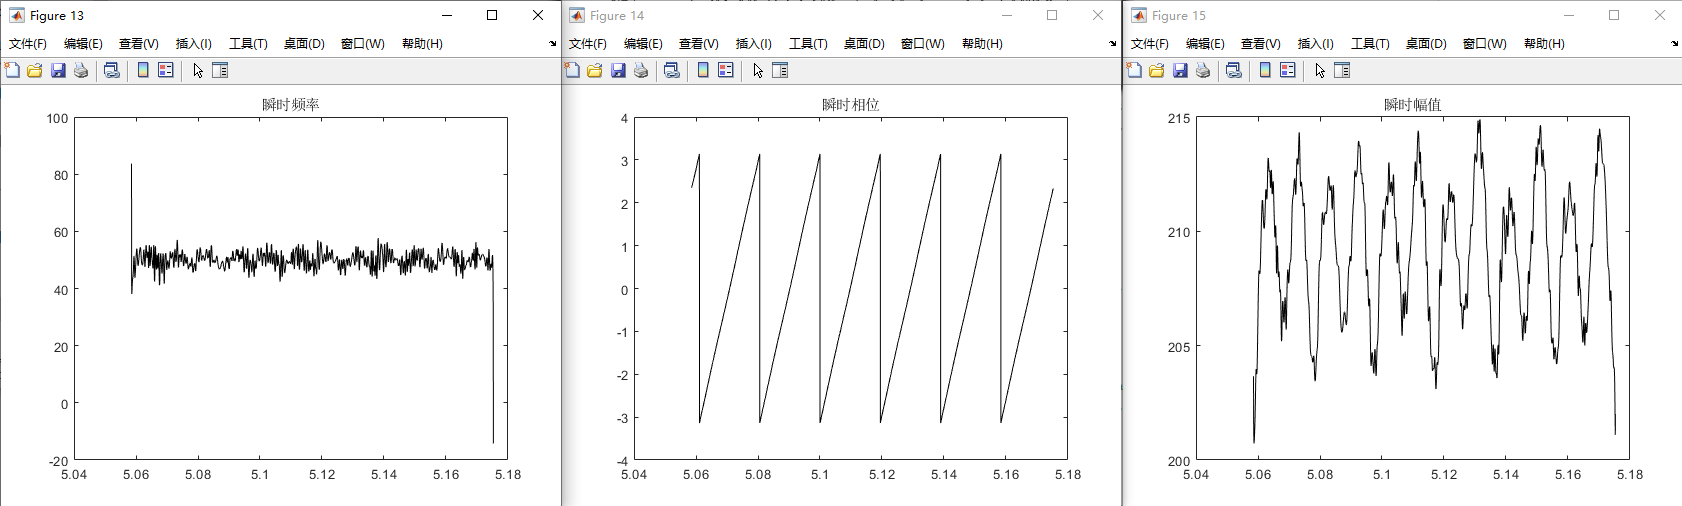 Figure 13
文件(F) 编辑(E) 查看(V) 插入(I) 工具(T) 桌面(D) 窗口(W) 帮助(H)
瞬时频率
100
80
60
40
20
0
-20
5.04 5.06 5.08 5.1 5.12 5.14 5.16 5.18
Figure 14
文件(F) 编辑(E) 查看(V) 插入(I) 工具(T) 桌面(D) 窗口(W) 帮助(H)
瞬时相位
4
3
2
1
0
-1
-2
-3
-4
5.04 5.06 5.08 5.1 5.12 5.14 5.16 5.18
Figure 15
文件(F) 编辑(E) 查看(V) 插入(I) 工具(T) 桌面(D) 窗口(W) 帮助(H)
瞬时幅值
215
210
205
200
5.04 5.06 5.08 5.1 5.12 5.14 5.16 5.18